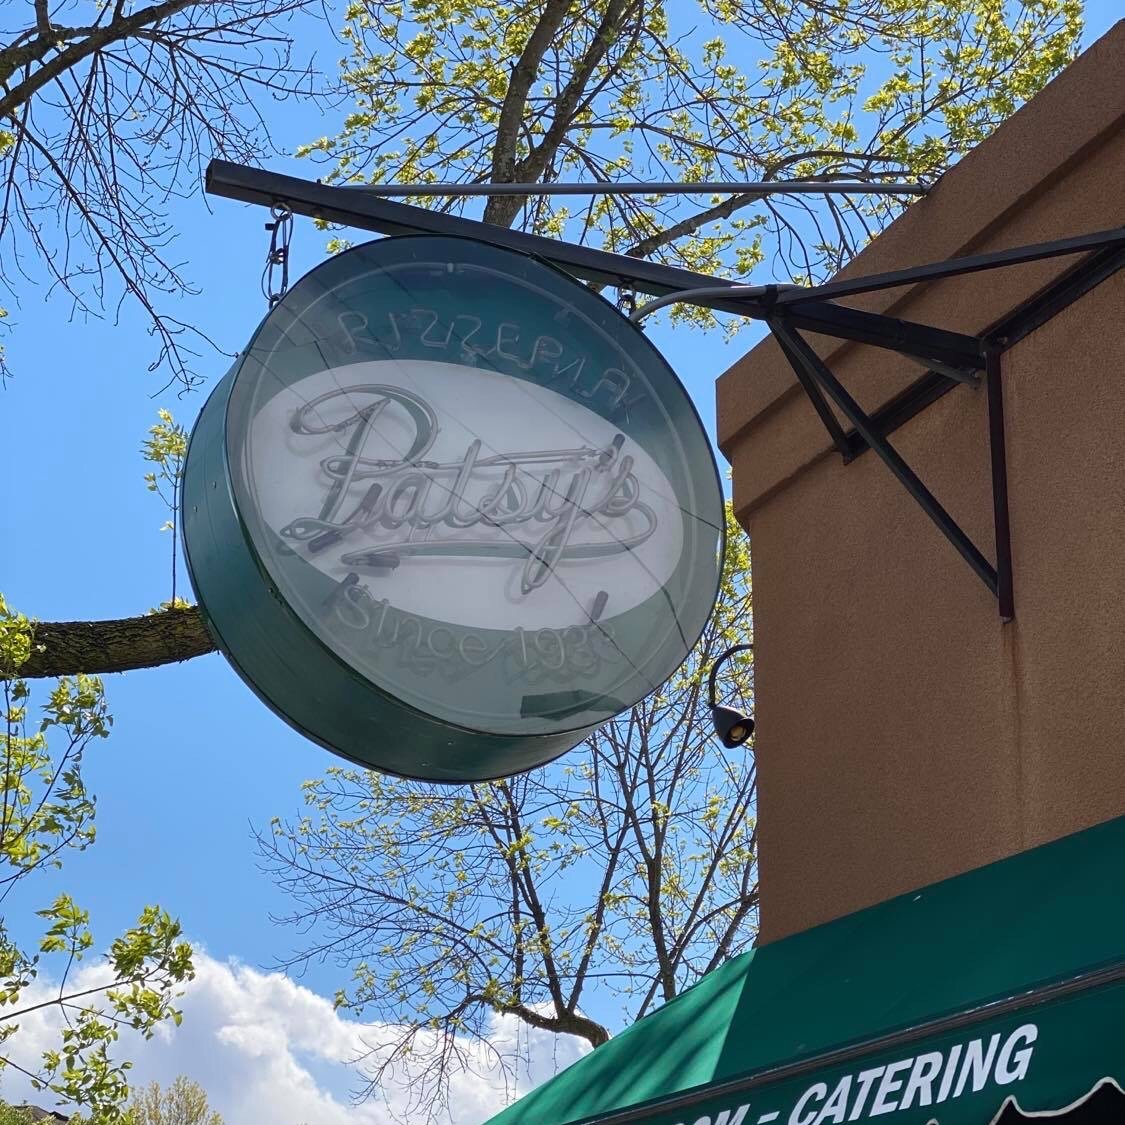 PIZZERIA
Patsy's
Since 1933
- CATERING